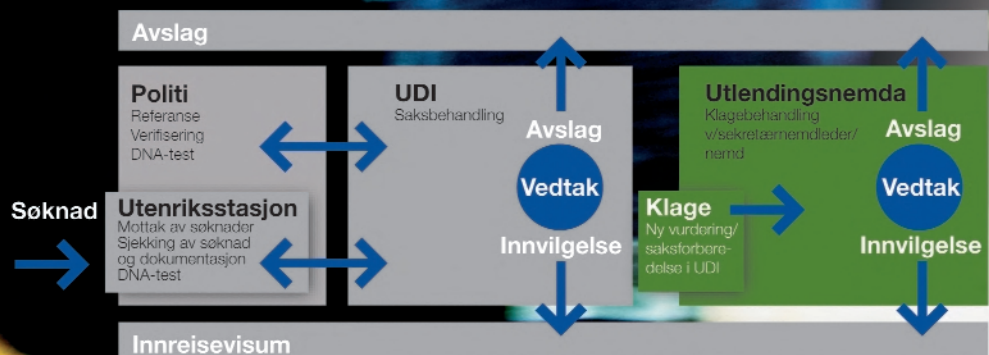 Avslag
Politi
Referanse
Verifisering
DNA-test
UDI
Saksbehandling
Avslag
Vedtak
Innvilgelse
Utlendingsnemda
Klagebehandling
v/sekretærnemdleder/
nemd
Avslag
Vedtak
Innvilgelse
Søknad
Utenriksstasjon
Mottak av søknader
Sjekking av søknad
og dokumentasjon
DNA-test
Klage
Ny vurdering/
saksforbere-
delse i UDI
Innreisevisum